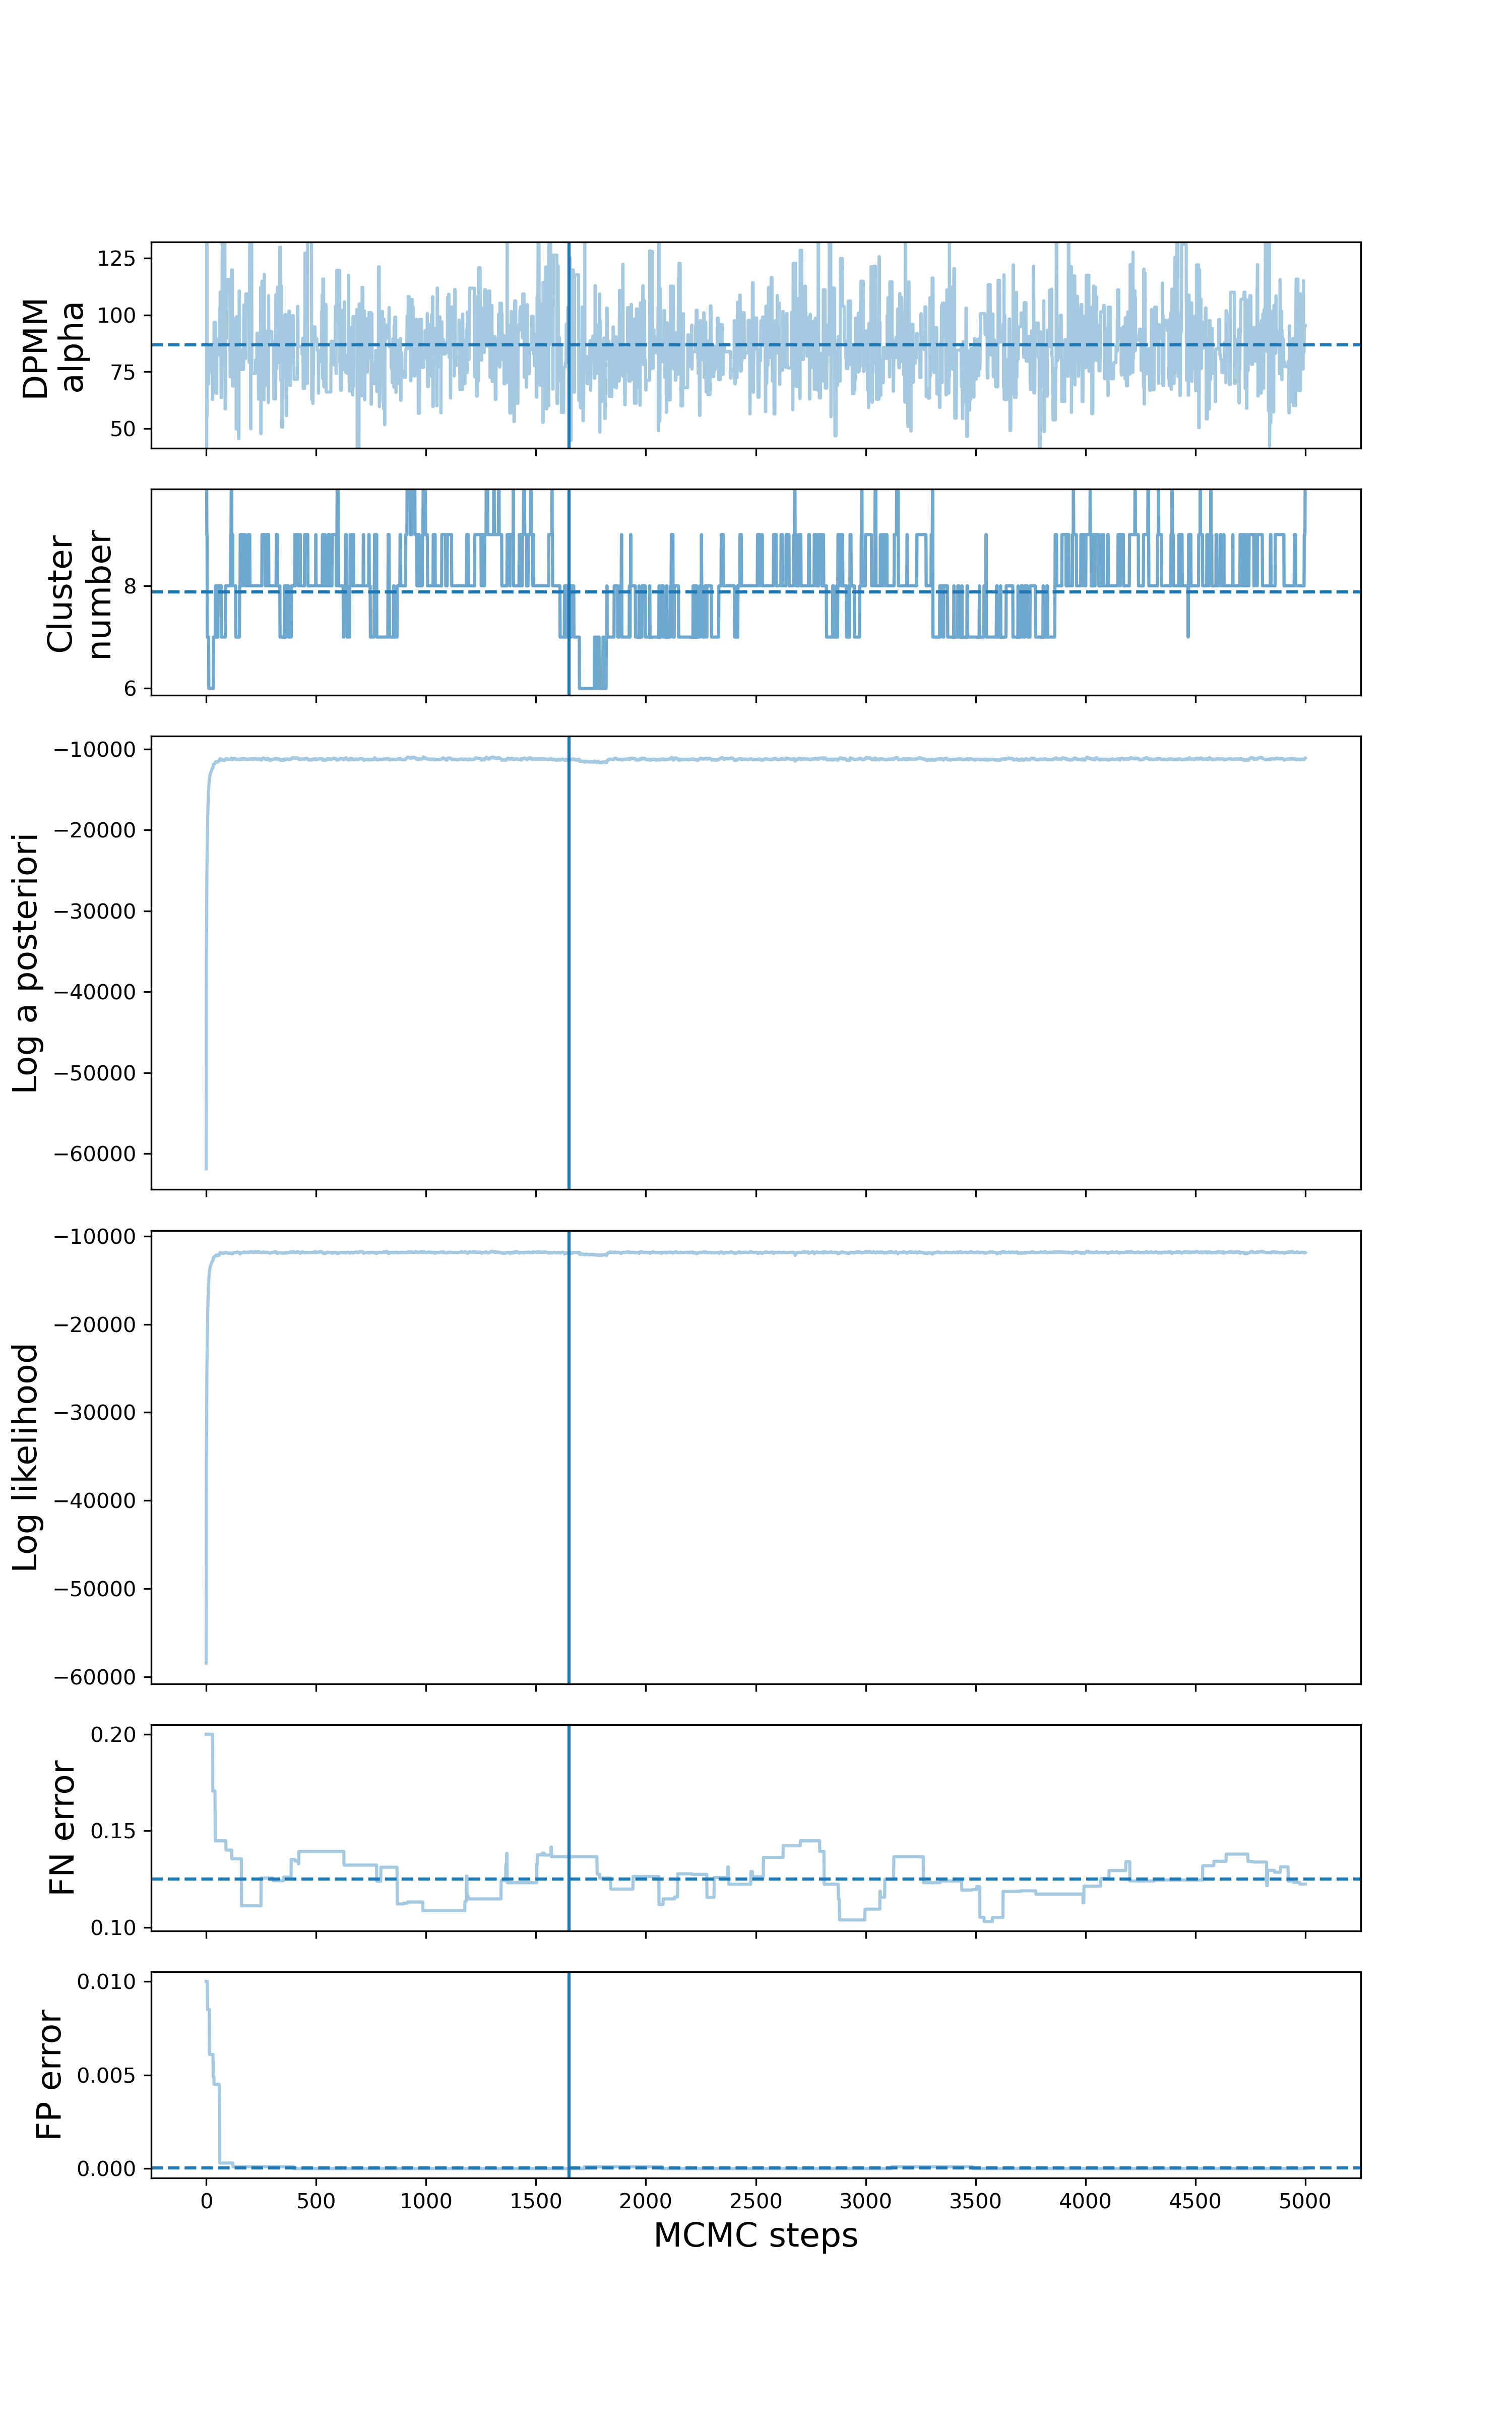 DPMM
alpha
125
100
75
50
Cluster
number
8
6
Log a posteriori
−10000
−20000
−30000
−40000
−50000
−60000
Log likelihood
−10000
−20000
−30000
−40000
−50000
−60000
FN error
0.20
0.15
0.10
FP error
0.010
0.005
0.000
0 500 1000 1500 2000 2500 3000 3500 4000 4500 5000
MCMC steps